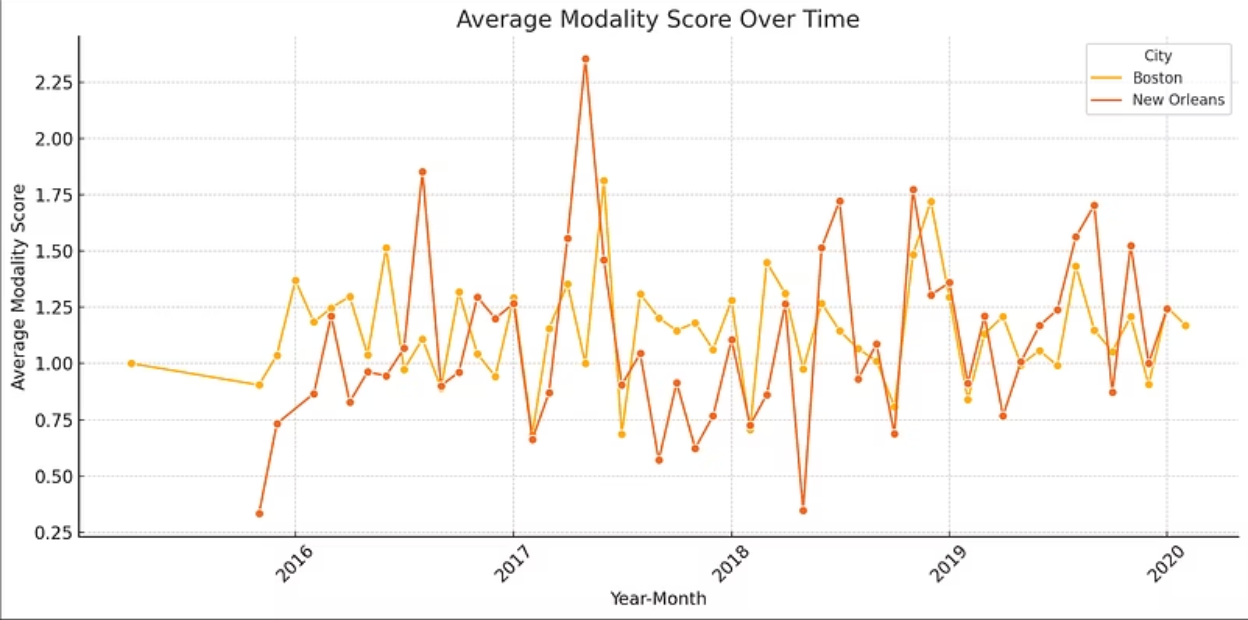 Average Modality Score Over Time
City
Boston
New Orleans
2.25
2.00
1.75
1.50
1.25
1.00
0.75
0.50
0.25
Average Modality Score
2016
2017
2018
2019
2020
Year-Month